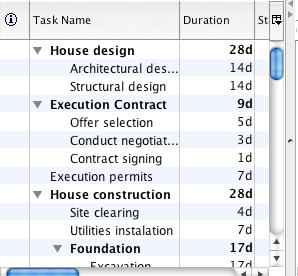 Task Name Duration St
House design 28d
Architectural des... 14d
Structural design 14d
Execution Contract 9d
Offer selection 5d
Conduct negotiat... 3d
Contract signing 1d
Execution permits 7d
House construction 28d
Site clearing 4d
Utilities instalation 7d
Foundation 17d
Excavation